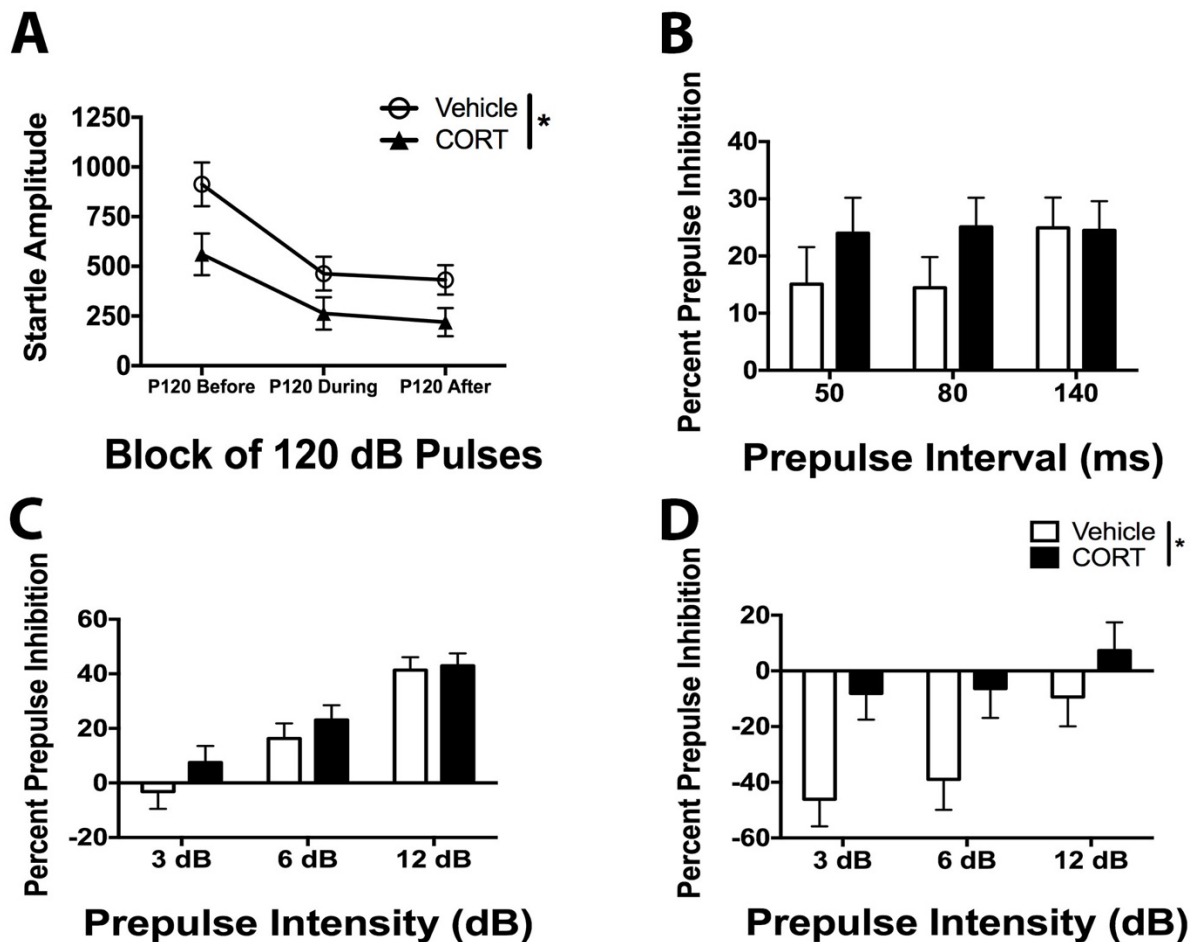 A
Vehicle
CORT
*
Startle Amplitude
1250
1000
750
500
250
0
P120 Before P120 During P120 After
Block of 120 dB Pulses
B
Percent Prepulse Inhibition
40
30
20
10
0
50 80 140
Prepulse Interval (ms)
C
Percent Prepulse Inhibition
60
40
20
0
-20
3 dB 6 dB 12 dB
Prepulse Intensity (dB)
D
Vehicle
CORT
*
Percent Prepulse Inhibition
20
0
-20
-40
-60
3 dB 6 dB 12 dB
Prepulse Intensity (dB)